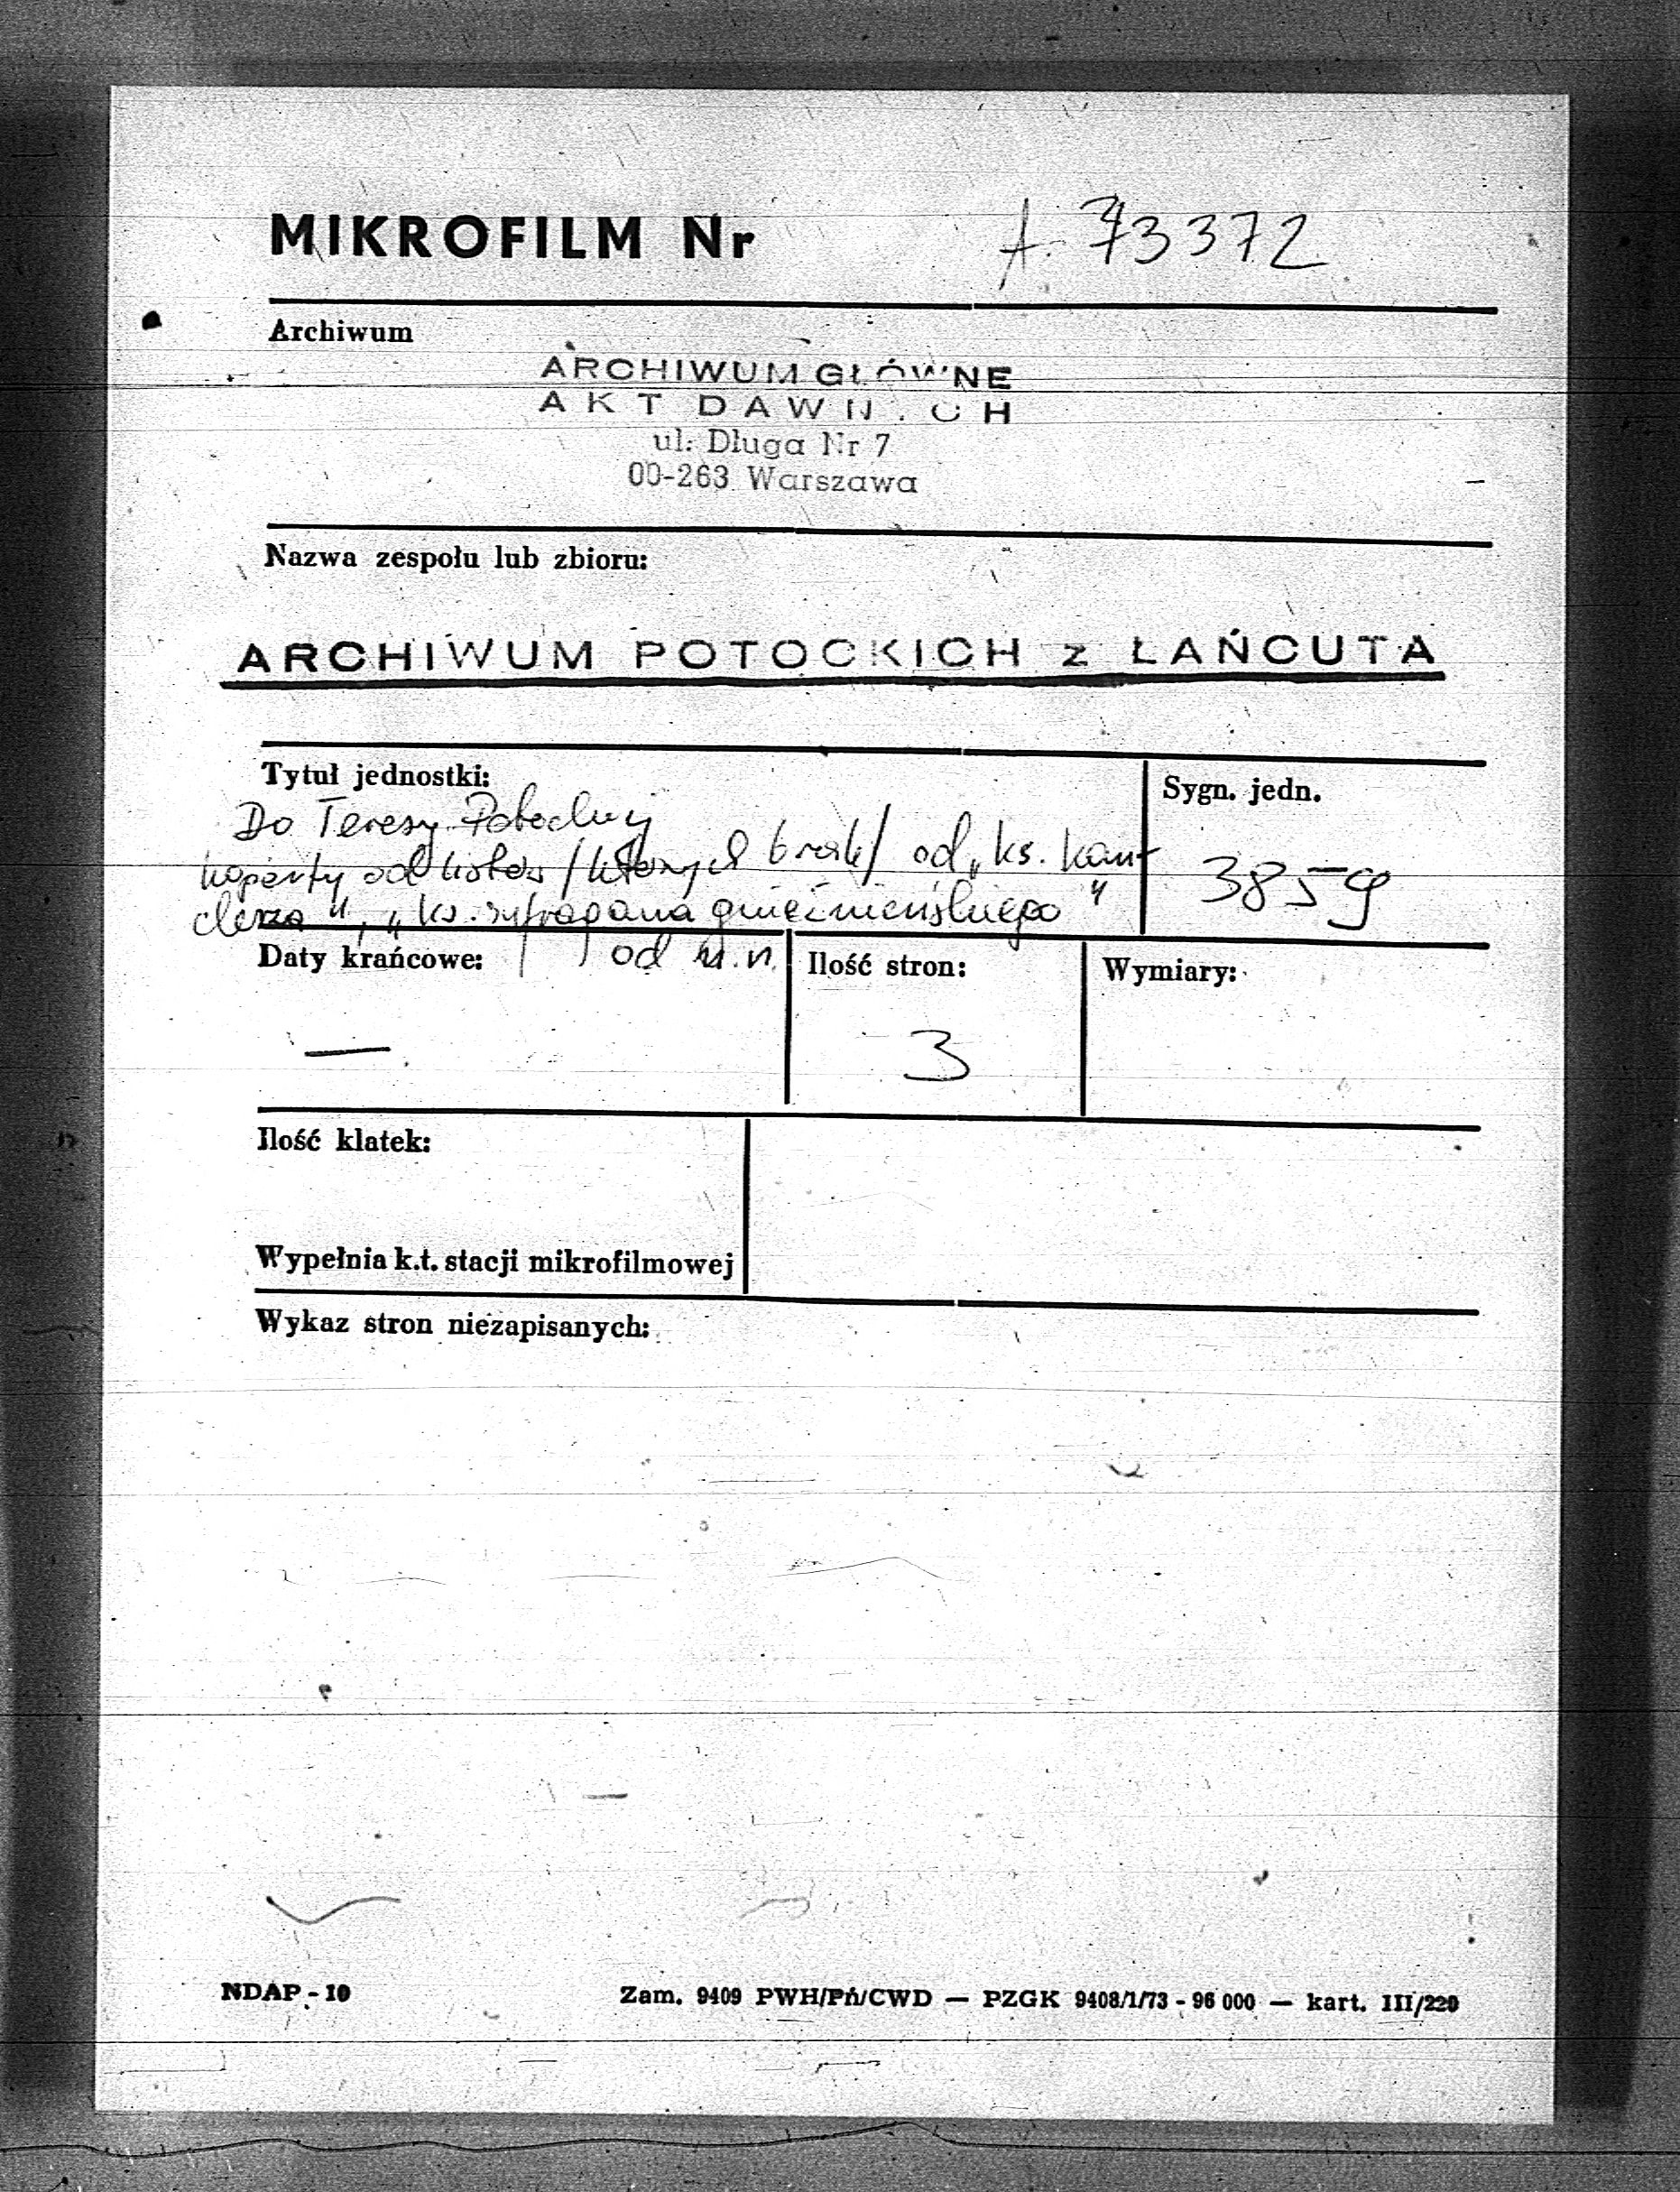 MIKROFILM Nr A. 73372
Archiwum
ARCHIWUM GŁÓWNE
AKT DAWNYCH
ul. Długa Nr 7
00-263 Warszawa
Nazwa zespołu lub zbioru:
ARCHIWUM POTOCKICH z ŁAŃCUTA
Tytuł jednostki:
Sygn. jedn.
Do Teresy Potockiej
koperty od listów /których brak/ od „ks. kan-
clerza", „ks. sufragana gnieźnieńskiego"
3859
Daty krańcowe:
od n.n.
Ilość stron:
Wymiary:
—
3
Ilość klatek:
Wypełnia k.t. stacji mikrofilmowej
Wykaz stron niezapisanych:
NDAP - 10
Zam. 9409 PWH/Pń/CWD — PZGK 9408/1/73 - 96 000 — kart. III/220